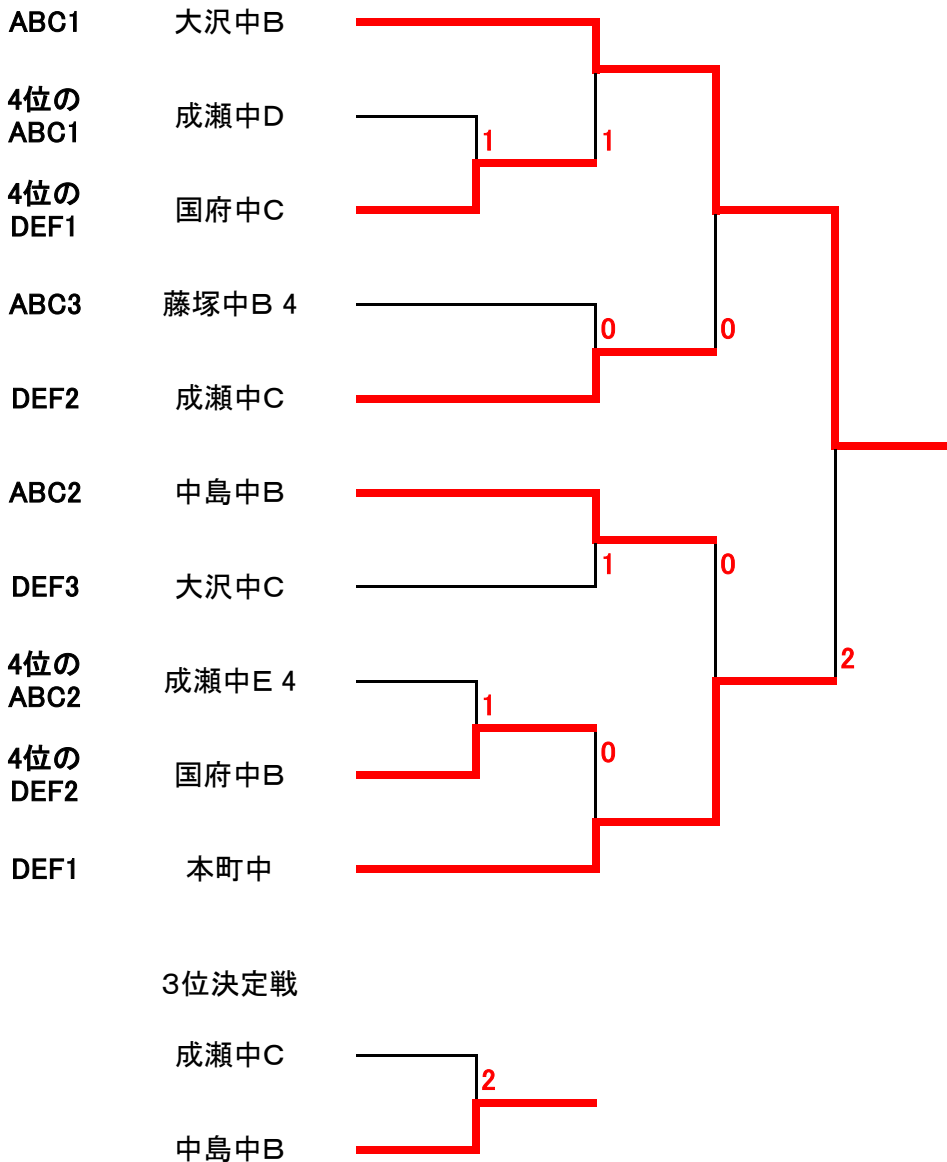 ABC1 大沢中B
4位の
ABC1 成瀬中D
1 1
4位の
DEF1 国府中C
ABC3 藤塚中B 4
0 0
DEF2 成瀬中C
ABC2 中島中B
1 0
DEF3 大沢中C
4位の
ABC2 成瀬中E 4
2
1
0
4位の
DEF2 国府中B
DEF1 本町中
3位決定戦
成瀬中C
2
中島中B